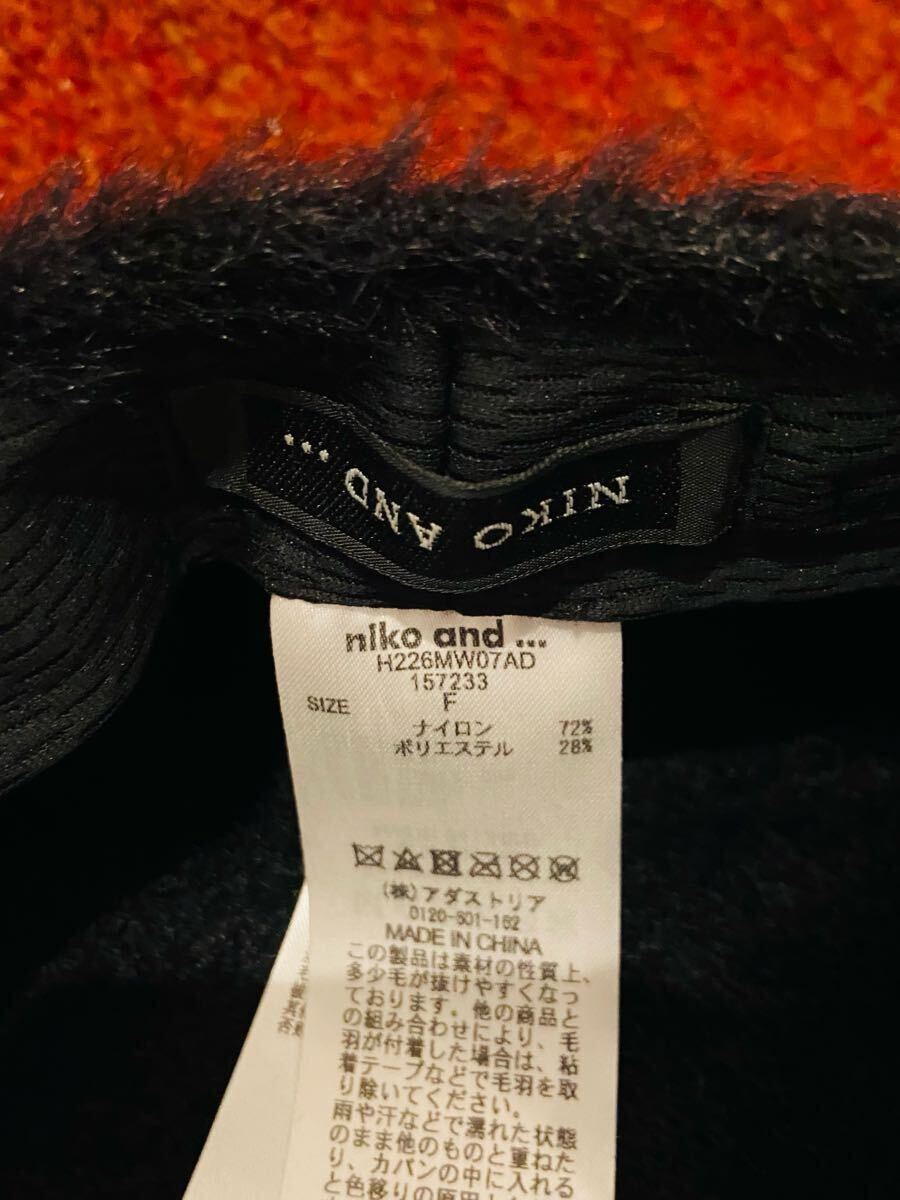 NIKO AND ...
niko and ...
H226MW07AD
157233
SIZE F
ナイロン 72%
ポリエステル 28%
(株)アダストリア
0120-601-162
MADE IN CHINA
この製品は素材の性質上、
多少毛が抜けやすくなっ
ております。他の商品と
の組み合わせにより、毛
羽が付着した場合は、粘
着テープなどで毛羽を取
り除いてください。
雨や汗などで濡れた状態
のまま他のものと重ねた
り、カバンの中に入れる
と色移りの原因